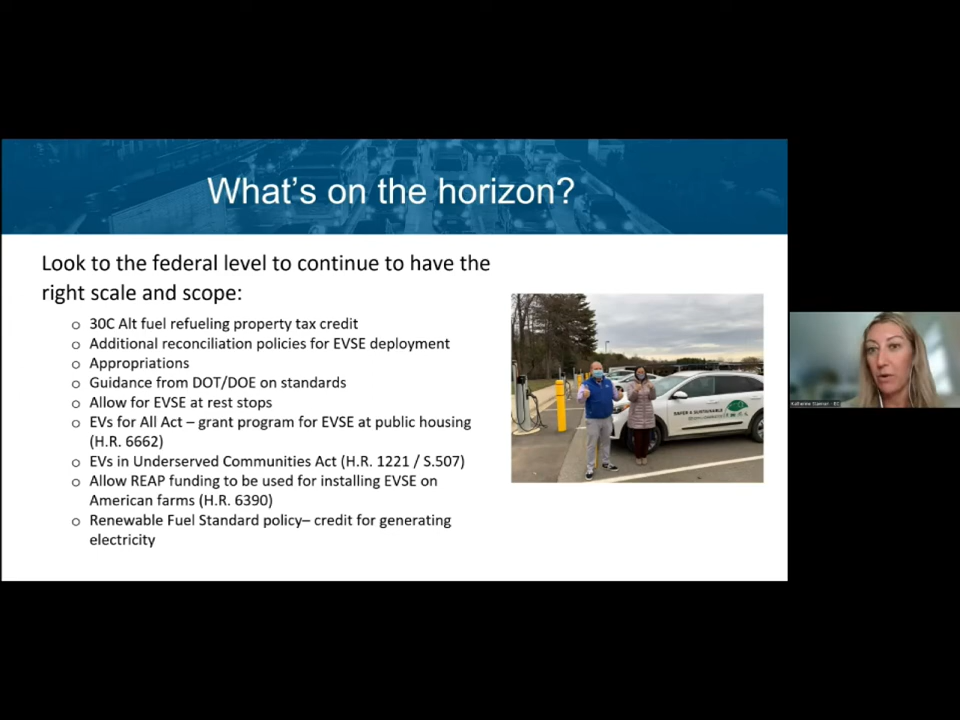 What's on the horizon?
Look to the federal level to continue to have the
right scale and scope:
o 30C Alt fuel refueling property tax credit
o Additional reconciliation policies for EVSE deployment
o Appropriations
o Guidance from DOT/DOE on standards
o Allow for EVSE at rest stops
o EVs for All Act – grant program for EVSE at public housing
(H.R. 6662)
o EVs in Underserved Communities Act (H.R. 1221 / S.507)
o Allow REAP funding to be used for installing EVSE on
American farms (H.R. 6390)
o Renewable Fuel Standard policy– credit for generating
electricity
SAFER & SUSTAINABLE
Katherine